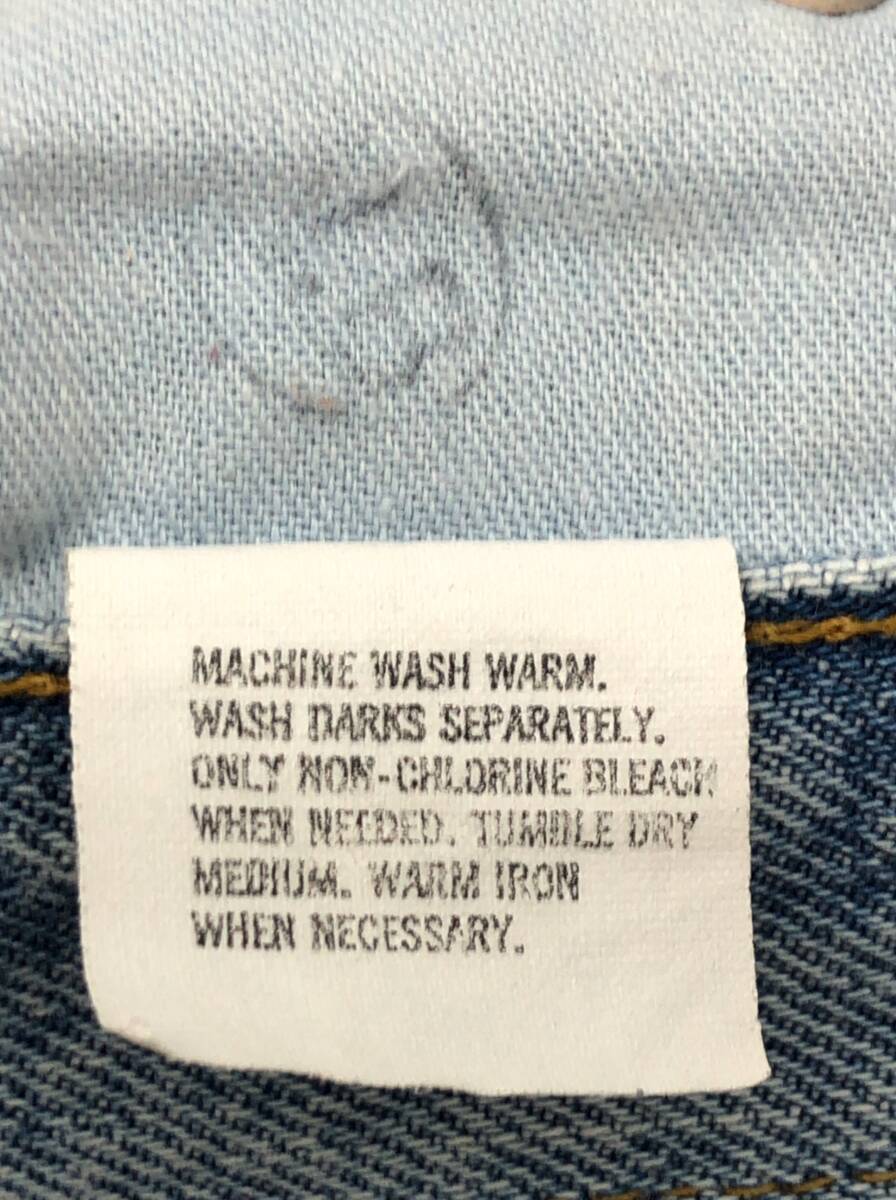 MACHINE WASH WARM.
WASH DARKS SEPARATELY.
ONLY NON-CHLORINE BLEACH
WHEN NEEDED. TUMBLE DRY
MEDIUM. WARM IRON
WHEN NECESSARY.